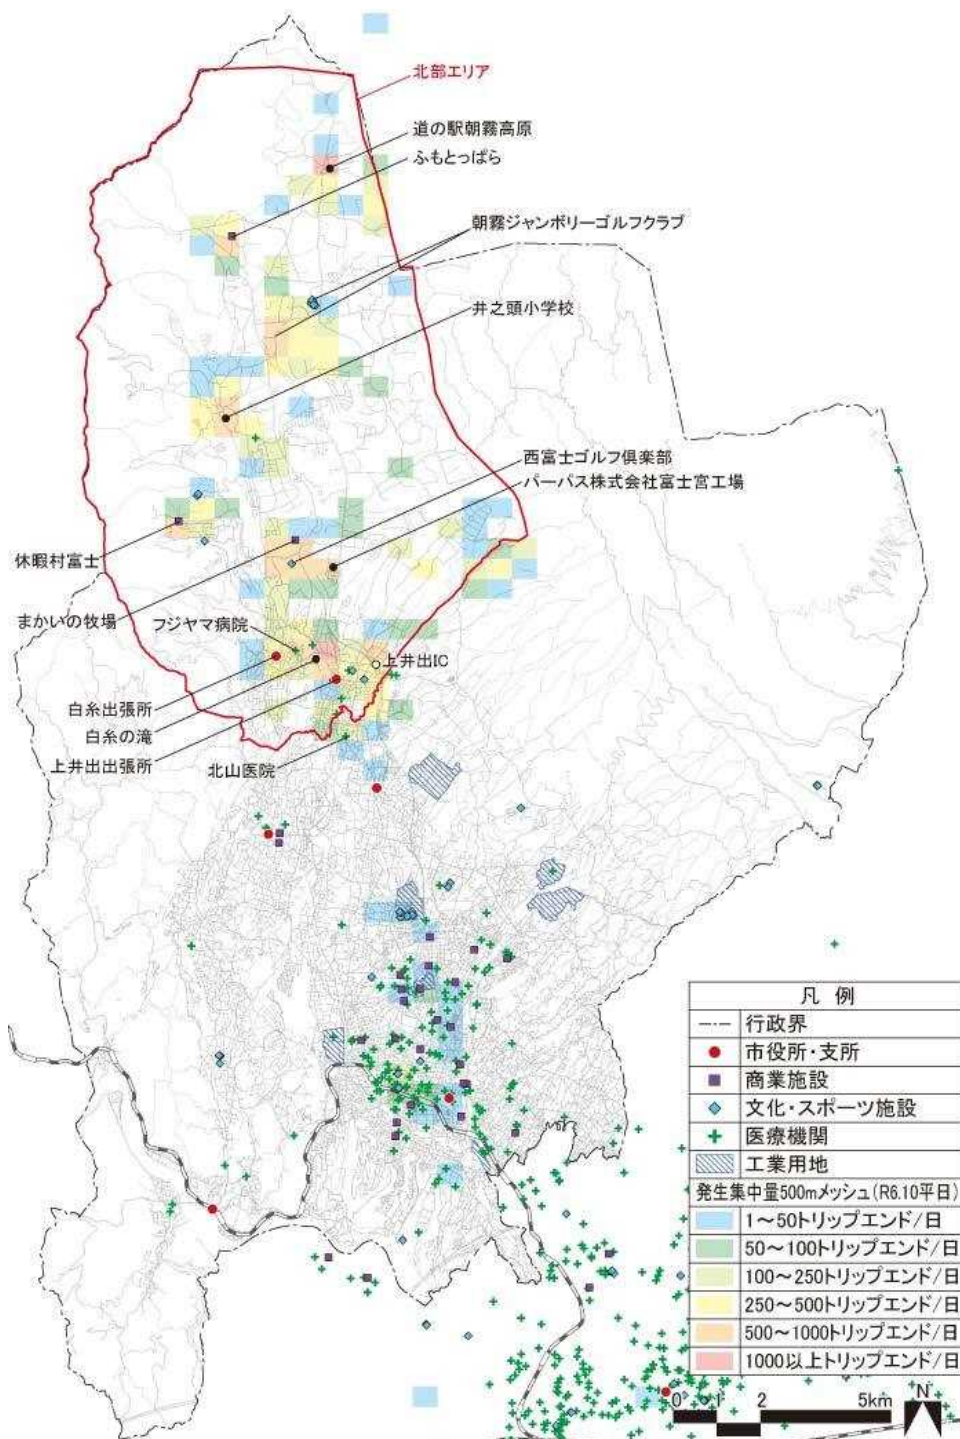 北部エリア
道の駅朝霧高原
ふもとっぱら
朝霧ジャンボリーゴルフクラブ
井之頭小学校
西富士ゴルフ倶楽部
パーパス株式会社富士宮工場
休暇村富士
まかいの牧場
フジヤマ病院
上井出IC
白糸出張所
白糸の滝
上井出出張所
北山医院
凡 例
行政界
市役所・支所
商業施設
文化・スポーツ施設
医療機関
工業用地
発生集中量500mメッシュ(R6.10平日)
1～50トリップエンド/日
50～100トリップエンド/日
100～250トリップエンド/日
250～500トリップエンド/日
500～1000トリップエンド/日
1000以上トリップエンド/日
0 1 2 5km
N